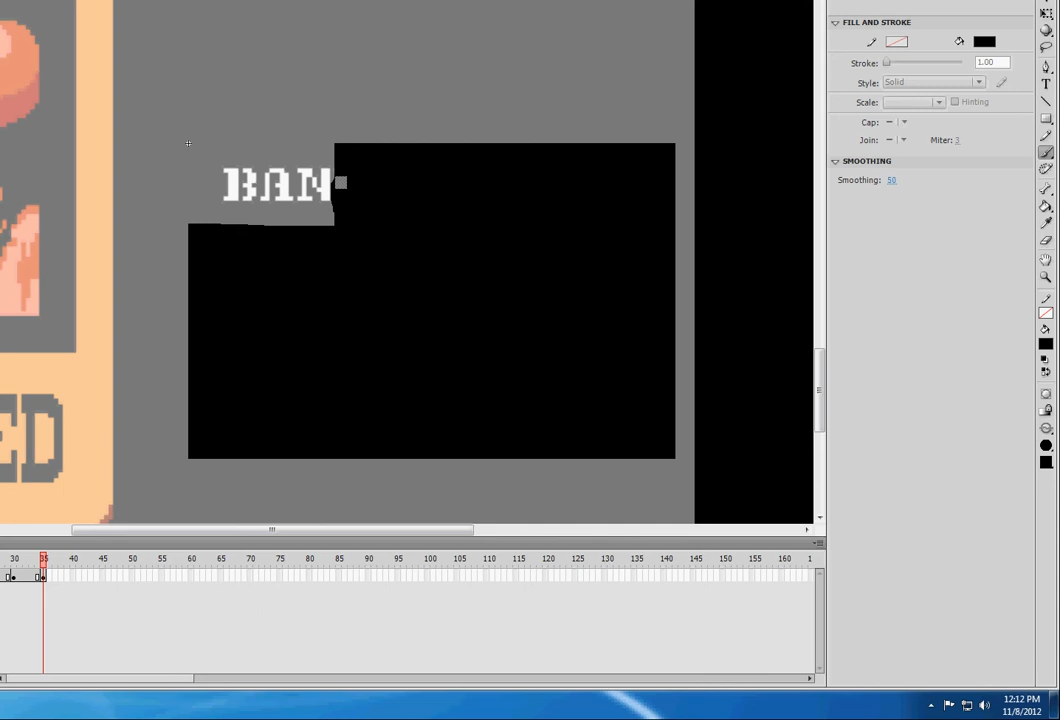 FILL AND STROKE
Stroke: 1.00
Style: Solid
Scale: Hinting
Cap:
Join: Miter: 3
SMOOTHING
Smoothing: 50
BAN
ED
30 35 40 45 50 55 60 65 70 75 80 85 90 95 100 105 110 115 120 125 130 135 140 145 150 155 160 1
12:12 PM
11/8/2012